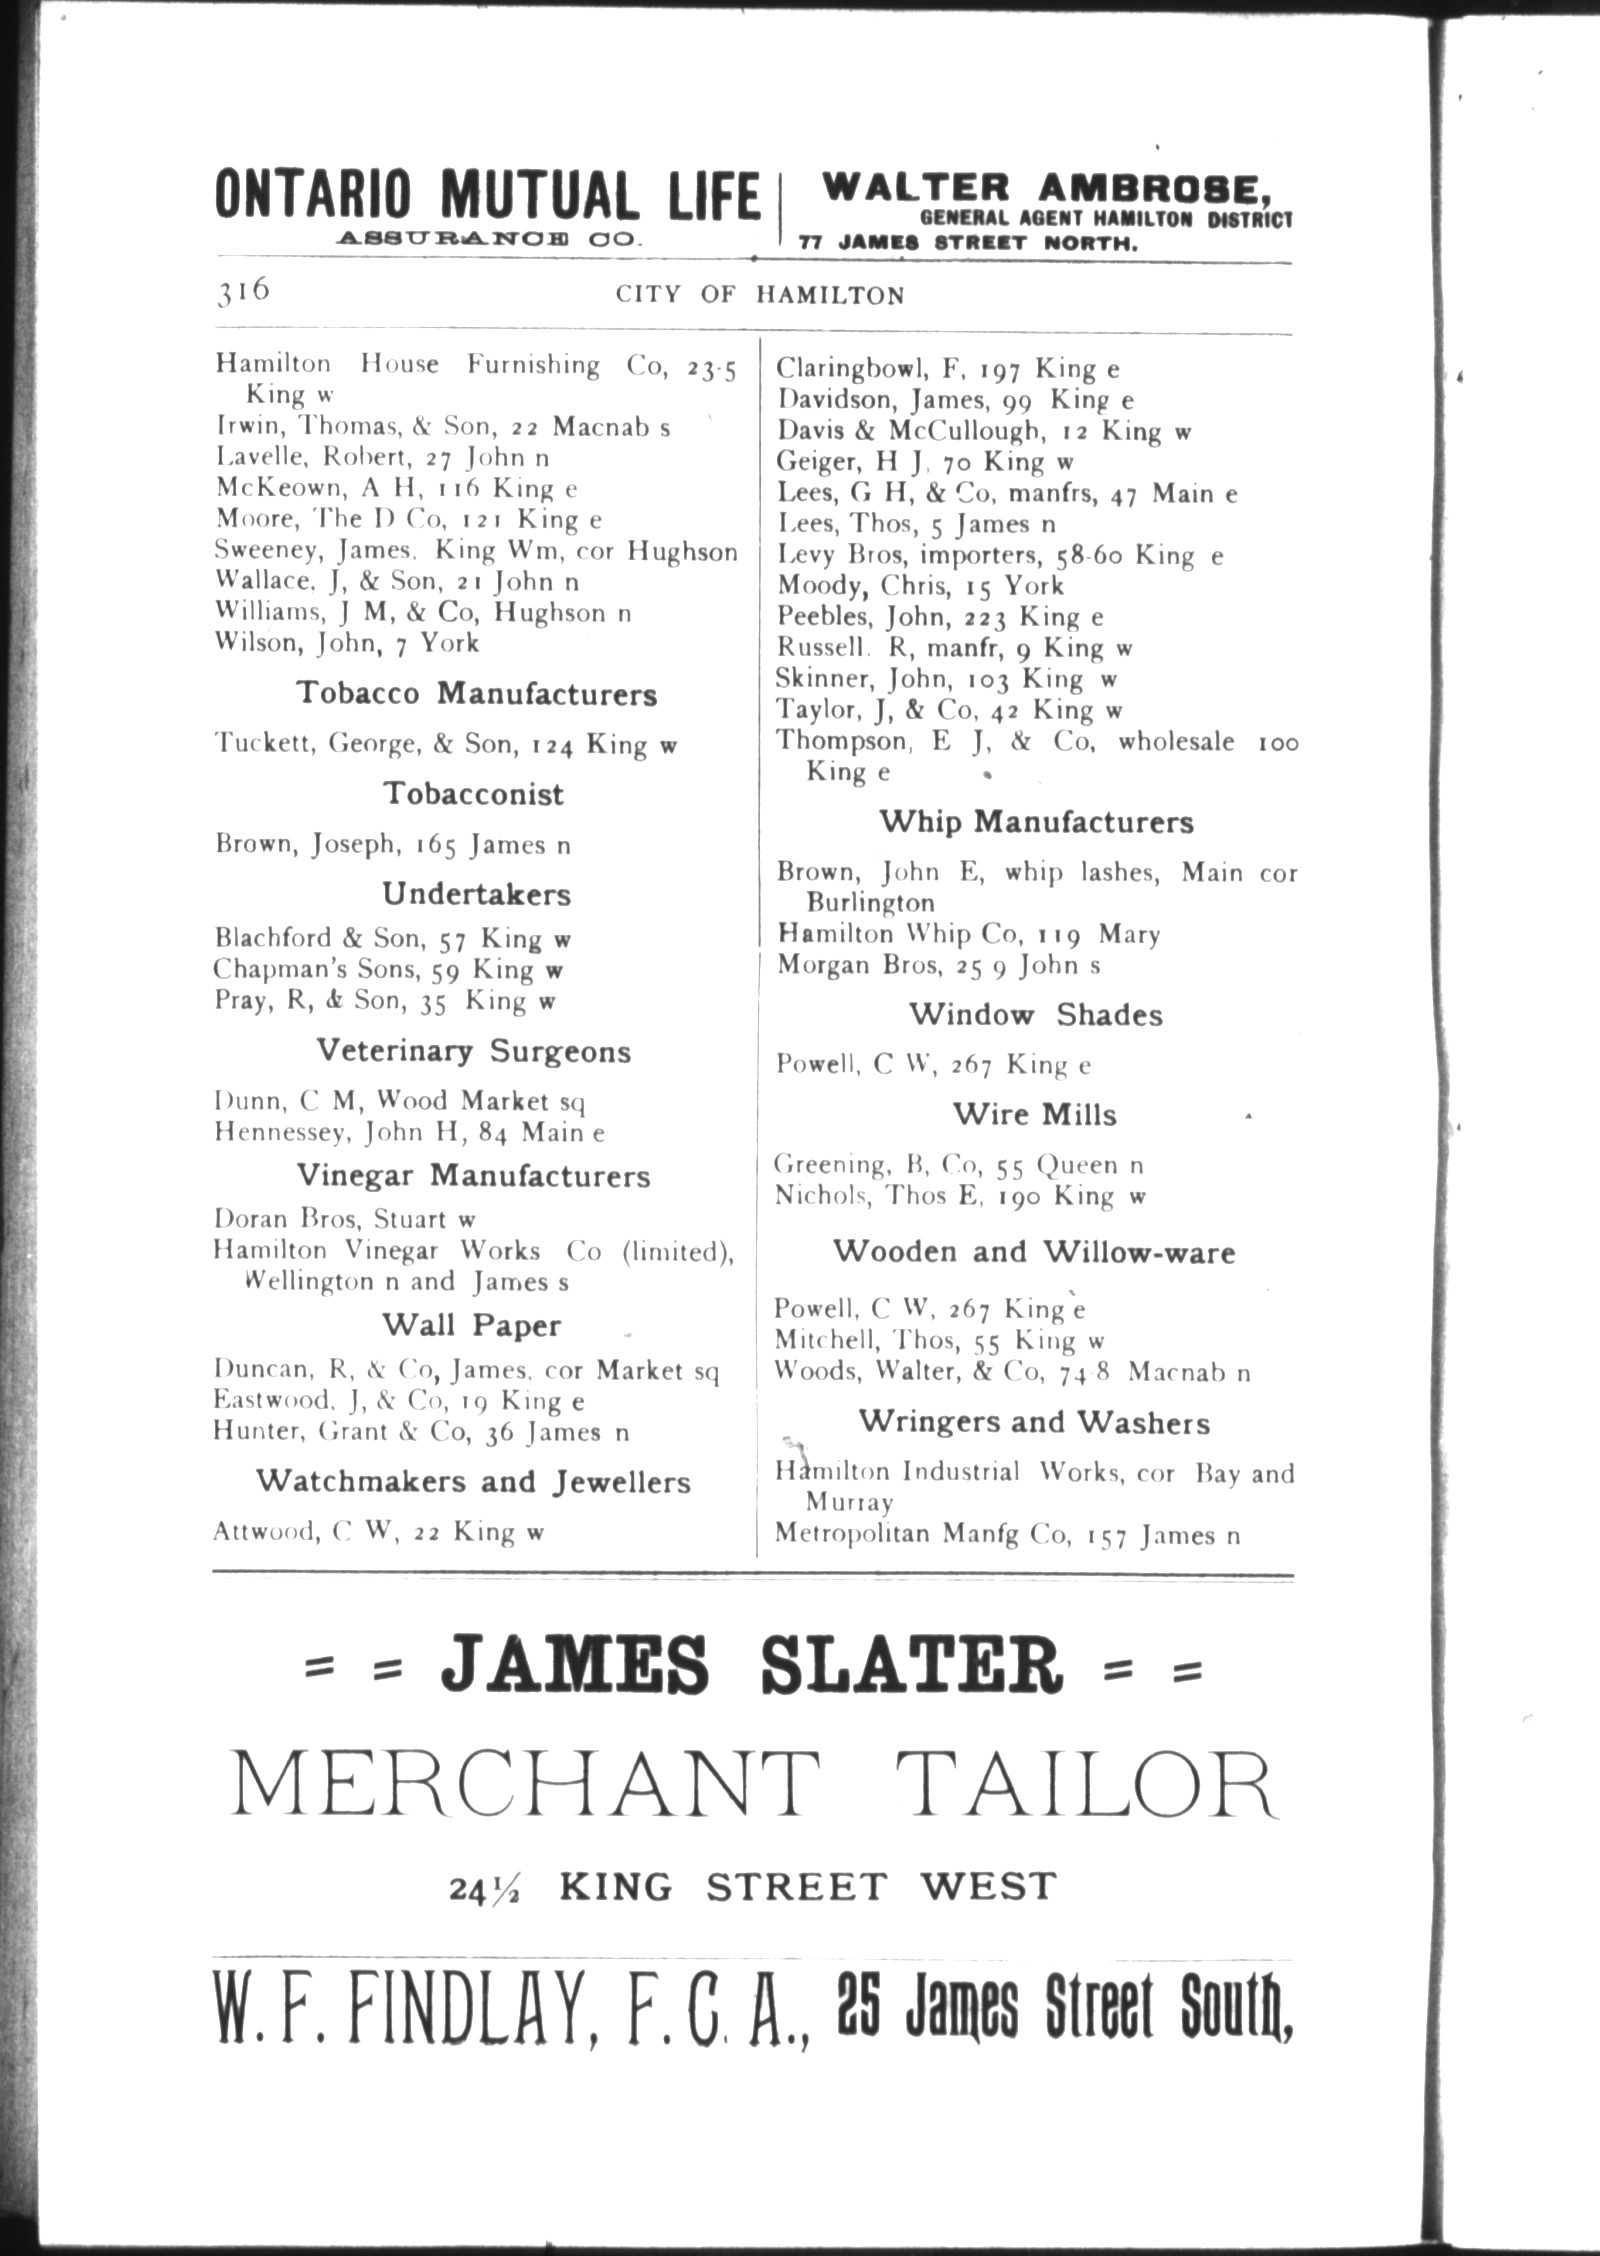 ONTARIO MUTUAL LIFE
ASSURANCE CO.
WALTER AMBROSE,
GENERAL AGENT HAMILTON DISTRICT
77 JAMES STREET NORTH.
316
CITY OF HAMILTON
Hamilton House Furnishing Co, 23-5
King w
Irwin, Thomas, & Son, 22 Macnab s
Lavelle, Robert, 27 John n
McKeown, A H, 116 King e
Moore, The D Co, 121 King e
Sweeney, James, King Wm, cor Hughson
Wallace, J, & Son, 21 John n
Williams, J M, & Co, Hughson n
Wilson, John, 7 York
Tobacco Manufacturers
Tuckett, George, & Son, 124 King w
Tobacconist
Brown, Joseph, 165 James n
Undertakers
Blachford & Son, 57 King w
Chapman's Sons, 59 King w
Pray, R, & Son, 35 King w
Veterinary Surgeons
Dunn, C M, Wood Market sq
Hennessey, John H, 84 Main e
Vinegar Manufacturers
Doran Bros, Stuart w
Hamilton Vinegar Works Co (limited),
Wellington n and James s
Wall Paper
Duncan, R, & Co, James, cor Market sq
Eastwood, J, & Co, 19 King e
Hunter, Grant & Co, 36 James n
Watchmakers and Jewellers
Attwood, C W, 22 King w
Claringbowl, F, 197 King e
Davidson, James, 99 King e
Davis & McCullough, 12 King w
Geiger, H J, 70 King w
Lees, G H, & Co, manfrs, 47 Main e
Lees, Thos, 5 James n
Levy Bros, importers, 58-60 King e
Moody, Chris, 15 York
Peebles, John, 223 King e
Russell. R, manfr, 9 King w
Skinner, John, 103 King w
Taylor, J, & Co, 42 King w
Thompson, E J, & Co, wholesale 100
King e
Whip Manufacturers
Brown, John E, whip lashes, Main cor
Burlington
Hamilton Whip Co, 119 Mary
Morgan Bros, 25 9 John s
Window Shades
Powell, C W, 267 King e
Wire Mills
Greening, B, Co, 55 Queen n
Nichols, Thos E, 190 King w
Wooden and Willow-ware
Powell, C W, 267 King e
Mitchell, Thos, 55 King w
Woods, Walter, & Co, 74-8 Macnab n
Wringers and Washers
Hamilton Industrial Works, cor Bay and
Murray
Metropolitan Manfg Co, 157 James n
= = JAMES SLATER = =
MERCHANT TAILOR
24½ KING STREET WEST
W. F. FINDLAY, F. C. A., 25 James Street South,